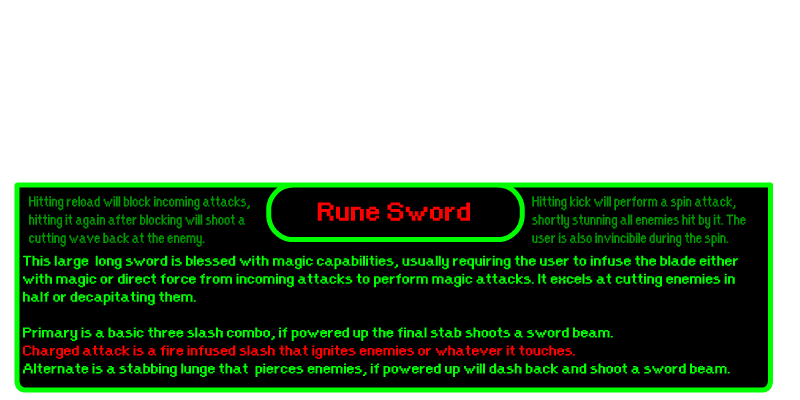 Hitting reload will block incoming attacks,
hitting it again after blocking will shoot a
cutting wave back at the enemy.
Rune Sword
Hitting kick will perform a spin attack,
shortly stunning all enemies hit by it. The
user is also invincibile during the spin.
This large  long sword is blessed with magic capabilities, usually requiring the user to infuse the blade either
with magic or direct force from incoming attacks to perform magic attacks. It excels at cutting enemies in
half or decapitating them.
Primary is a basic three slash combo, if powered up the final stab shoots a sword beam.
Charged attack is a fire infused slash that ignites enemies or whatever it touches.
Alternate is a stabbing lunge that  pierces enemies, if powered up will dash back and shoot a sword beam.